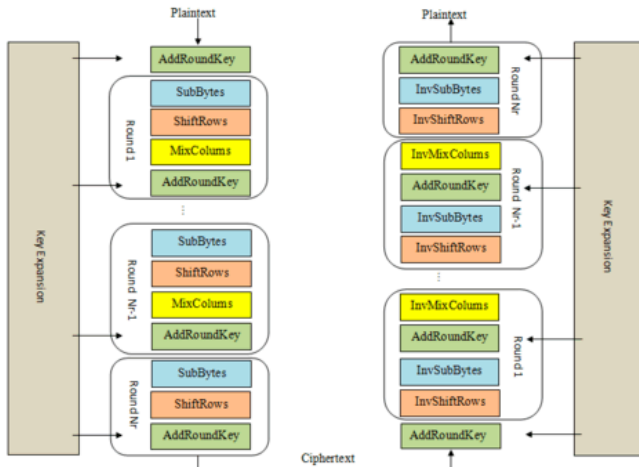 Plaintext
Key Expansion
AddRoundKey
Round 1
SubBytes
ShiftRows
MixColums
AddRoundKey
...
Round Nr-1
SubBytes
ShiftRows
MixColums
AddRoundKey
Round Nr
SubBytes
ShiftRows
AddRoundKey
Ciphertext
Plaintext
AddRoundKey
InvSubBytes
InvShiftRows
Round Nr
InvMixColums
AddRoundKey
InvSubBytes
InvShiftRows
Round Nr-1
...
InvMixColums
AddRoundKey
InvSubBytes
InvShiftRows
Round 1
AddRoundKey
Key Expansion